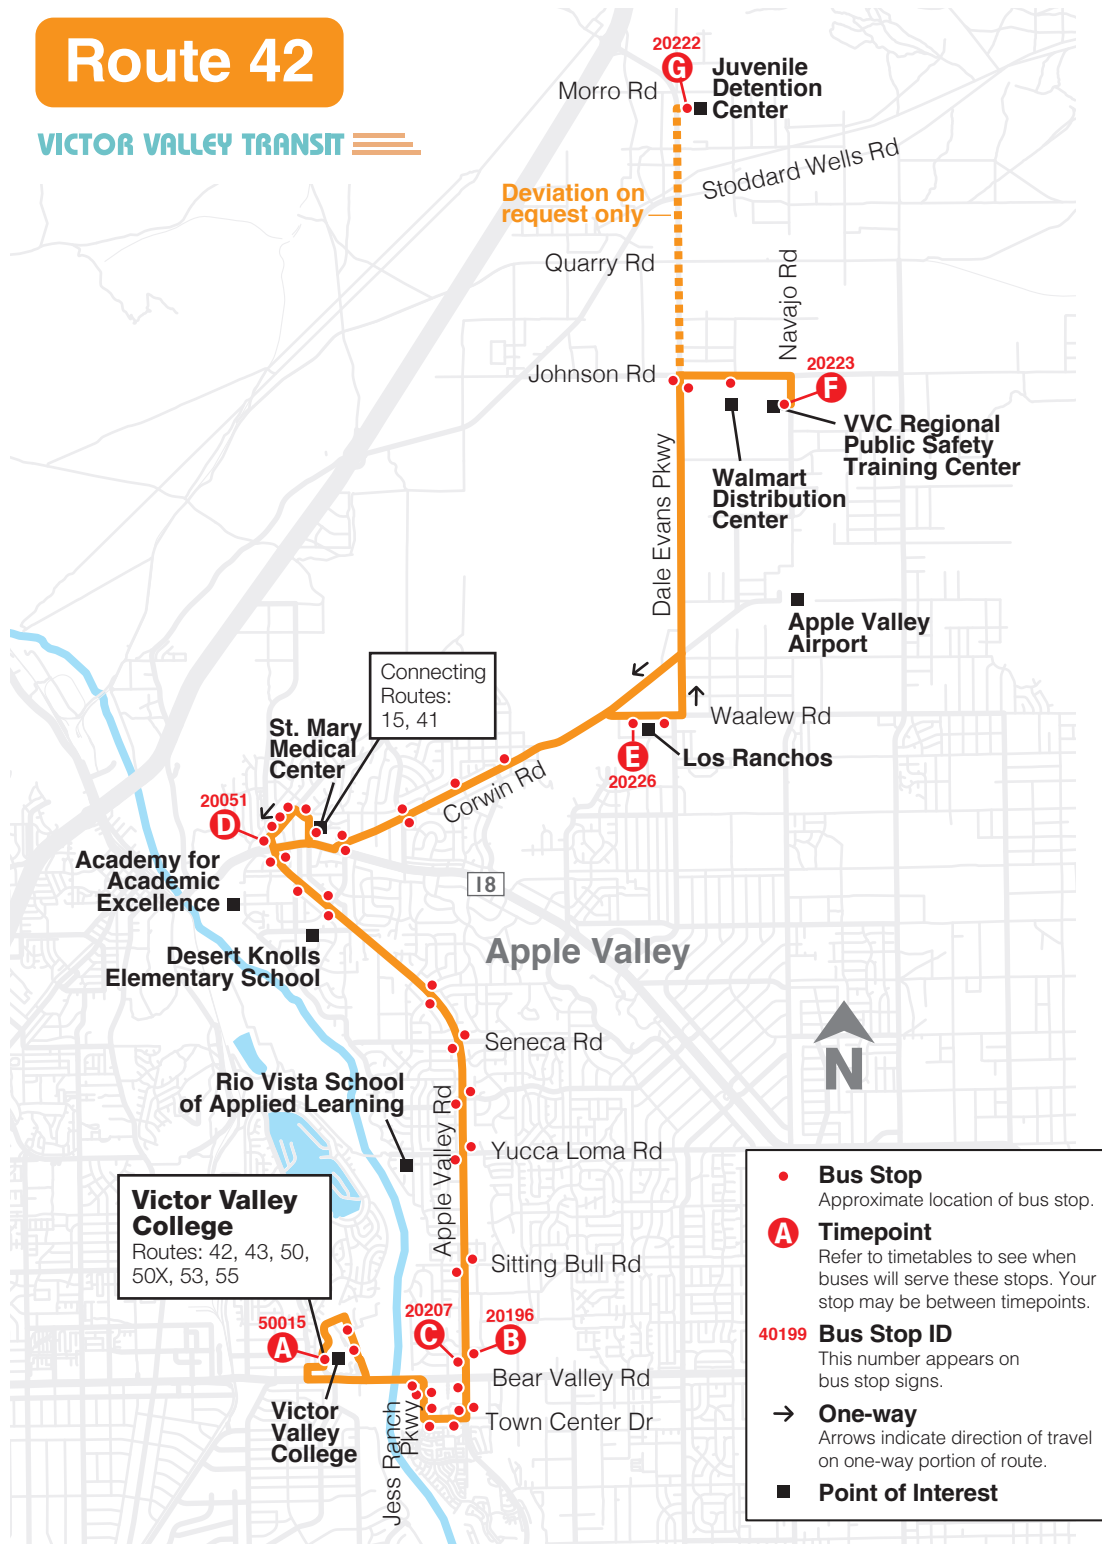 Route 42
VICTOR VALLEY TRANSIT
20222
G
Juvenile
Detention
Center
Morro Rd
Stoddard Wells Rd
Deviation on
request only
Quarry Rd
Navajo Rd
Johnson Rd
20223
F
VVC Regional
Public Safety
Training Center
Walmart
Distribution
Center
Dale Evans Pkwy
Apple Valley
Airport
Connecting
Routes:
15, 41
Waalew Rd
Los Ranchos
E
20226
St. Mary
Medical
Center
Corwin Rd
20051
D
Academy for
Academic
Excellence
18
Desert Knolls
Elementary School
Apple Valley
N
Seneca Rd
Rio Vista School
of Applied Learning
Apple Valley Rd
Yucca Loma Rd
Victor Valley
College
Routes: 42, 43, 50,
50X, 53, 55
Sitting Bull Rd
50015
A
20207
C
20196
B
Bear Valley Rd
Town Center Dr
Victor
Valley
College
Jess Ranch
Pkwy
Bus Stop
Approximate location of bus stop.
A
Timepoint
Refer to timetables to see when
buses will serve these stops. Your
stop may be between timepoints.
40199 Bus Stop ID
This number appears on
bus stop signs.
One-way
Arrows indicate direction of travel
on one-way portion of route.
Point of Interest